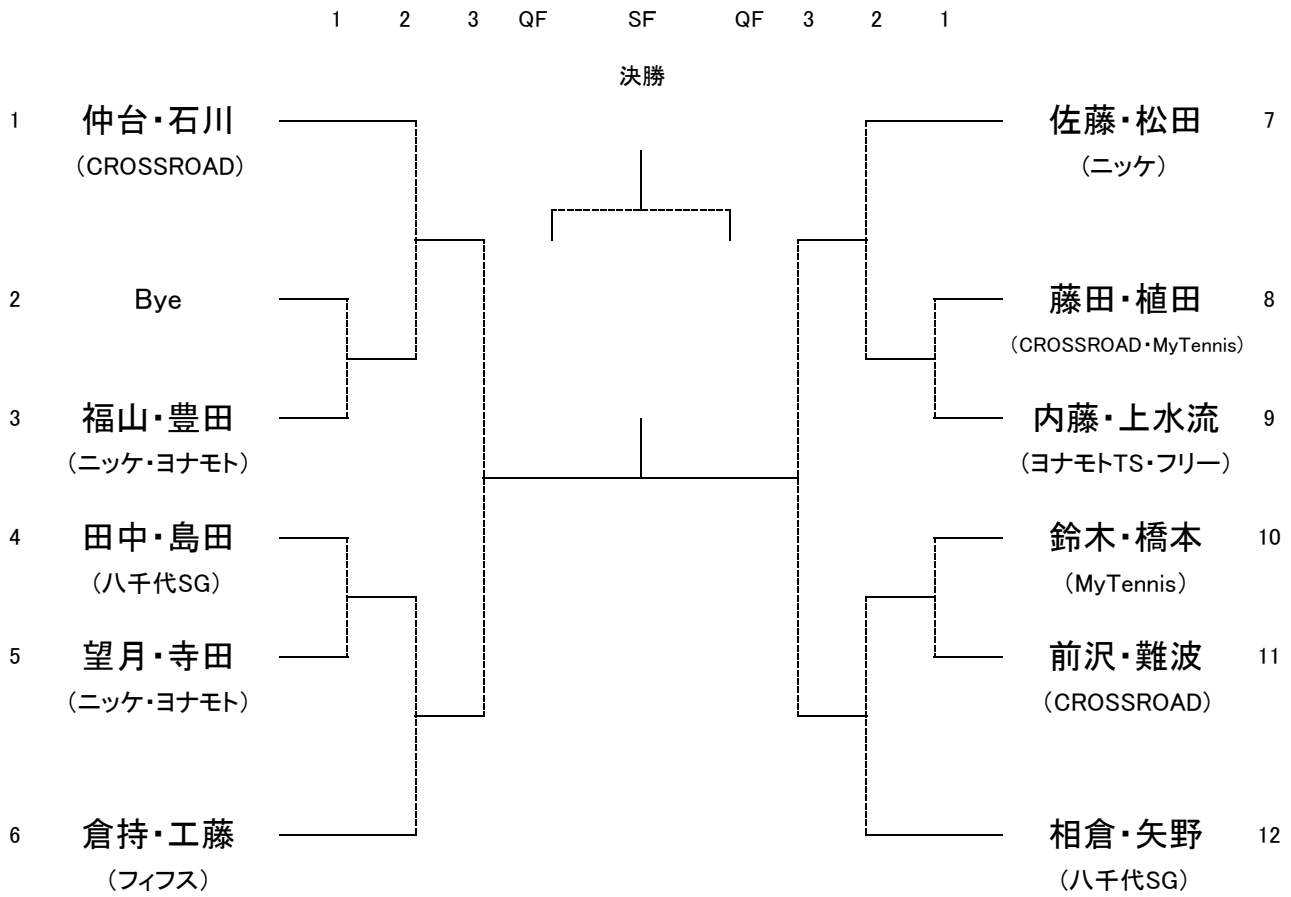 1 2 3 QF SF QF 3 2 1
決勝
1 仲台・石川
（CROSSROAD）
2 Bye
3 福山・豊田
（ニッケ・ヨナモト）
4 田中・島田
（八千代SG）
5 望月・寺田
（ニッケ・ヨナモト）
6 倉持・工藤
（フィフス）
佐藤・松田 7
（ニッケ）
藤田・植田 8
（CROSSROAD・MyTennis）
内藤・上水流 9
（ヨナモトTS・フリー）
鈴木・橋本 10
（MyTennis）
前沢・難波 11
（CROSSROAD）
相倉・矢野 12
（八千代SG）